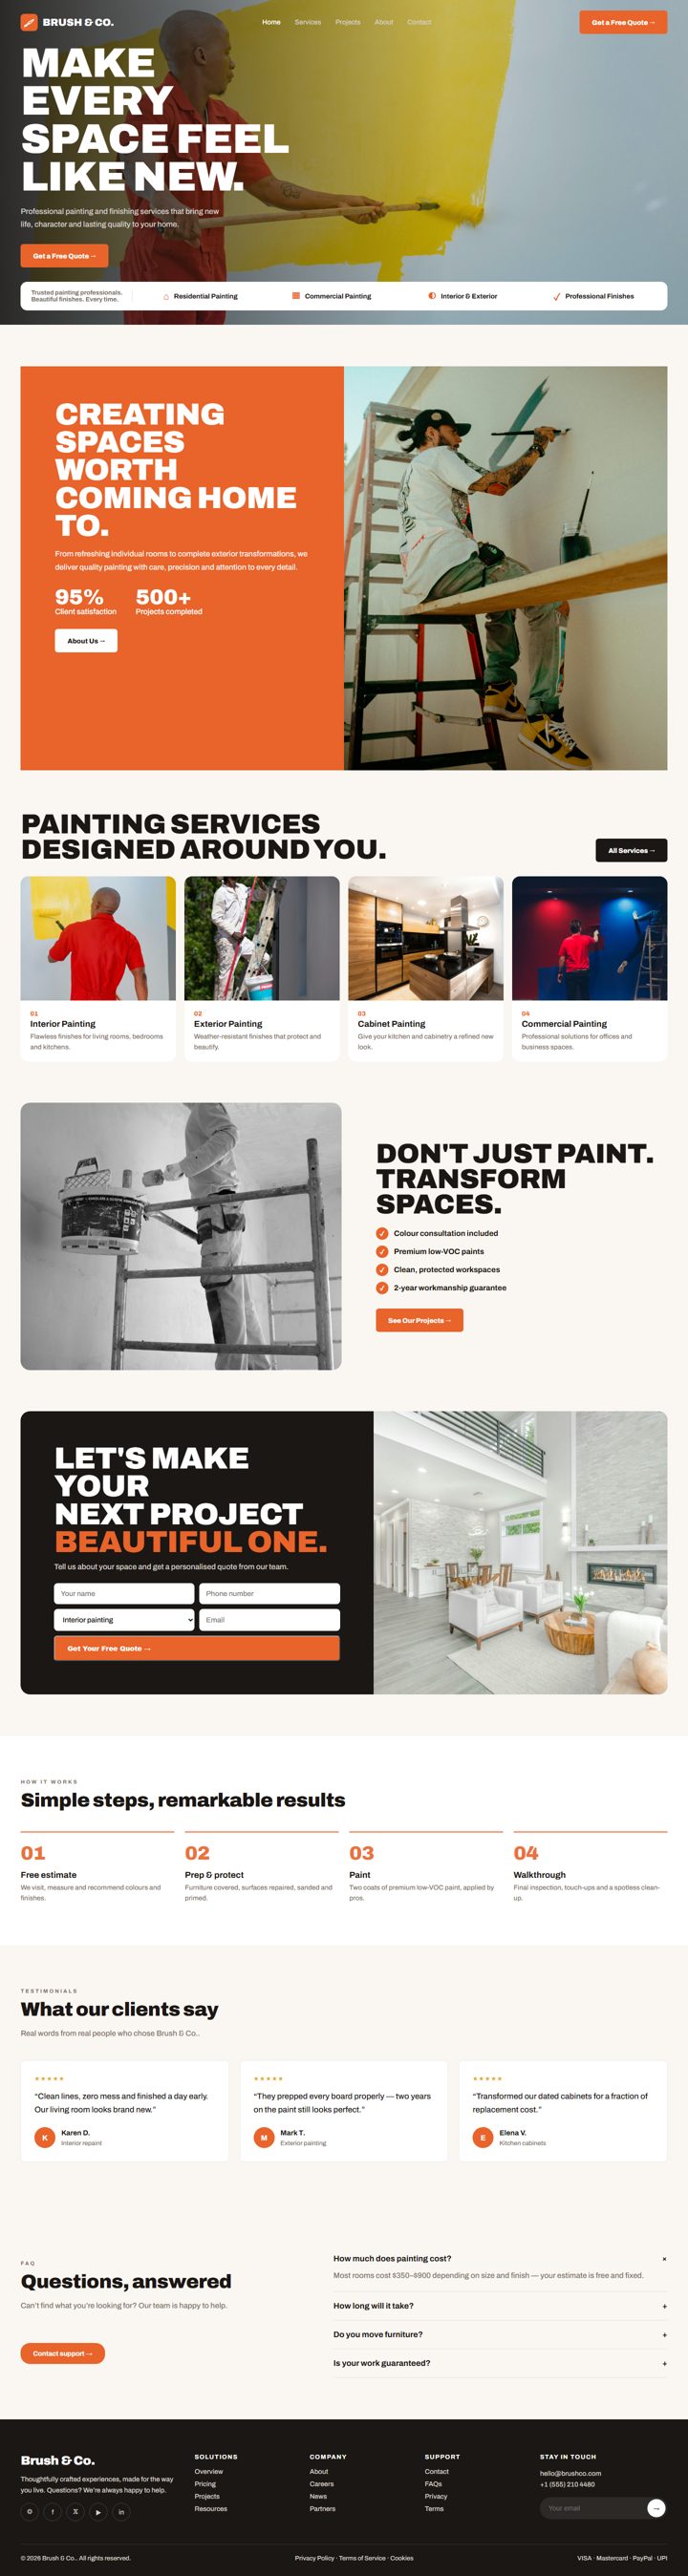 BRUSH & CO.
Home Services Projects About Contact
Get a Free Quote →
MAKE
EVERY
SPACE FEEL
LIKE NEW.
Professional painting and finishing services that bring new
life, character and lasting quality to your home.
Get a Free Quote →
Trusted painting professionals.
Beautiful finishes. Every time.
Residential Painting
Commercial Painting
Interior & Exterior
Professional Finishes
CREATING
SPACES
WORTH
COMING HOME
TO.
From refreshing individual rooms to complete exterior transformations, we
deliver quality painting with care, precision and attention to every detail.
95%
Client satisfaction
500+
Projects completed
About Us →
PAINTING SERVICES
DESIGNED AROUND YOU.
All Services →
01
Interior Painting
Flawless finishes for living rooms, bedrooms
and kitchens.
02
Exterior Painting
Weather-resistant finishes that protect and
beautify.
03
Cabinet Painting
Give your kitchen and cabinetry a refined new
look.
04
Commercial Painting
Professional solutions for offices and
business spaces.
DON'T JUST PAINT.
TRANSFORM
SPACES.
Colour consultation included
Premium low-VOC paints
Clean, protected workspaces
2-year workmanship guarantee
See Our Projects →
LET'S MAKE
YOUR
NEXT PROJECT
BEAUTIFUL ONE.
Tell us about your space and get a personalised quote from our team.
Your name
Phone number
Interior painting
Email
Get Your Free Quote →
HOW IT WORKS
Simple steps, remarkable results
01
Free estimate
We visit, measure and recommend colours and
finishes.
02
Prep & protect
Furniture covered, surfaces repaired, sanded and
primed.
03
Paint
Two coats of premium low-VOC paint, applied by
pros.
04
Walkthrough
Final inspection, touch-ups and a spotless clean-
up.
TESTIMONIALS
What our clients say
Real words from real people who chose Brush & Co..
★★★★★
“Clean lines, zero mess and finished a day early.
Our living room looks brand new.”
K
Karen D.
Interior repaint
★★★★★
“They prepped every board properly — two years
on the paint still looks perfect.”
M
Mark T.
Exterior painting
★★★★★
“Transformed our dated cabinets for a fraction of
replacement cost.”
E
Elena V.
Kitchen cabinets
FAQ
Questions, answered
Can't find what you're looking for? Our team is happy to help.
Contact support →
How much does painting cost? ×
Most rooms cost $350–$900 depending on size and finish — your estimate is free and fixed.
How long will it take? +
Do you move furniture? +
Is your work guaranteed? +
Brush & Co.
Thoughtfully crafted experiences, made for the way
you live. Questions? We're always happy to help.
f
X
in
SOLUTIONS
Overview
Pricing
Projects
Resources
COMPANY
About
Careers
News
Partners
SUPPORT
Contact
FAQs
Privacy
Terms
STAY IN TOUCH
hello@brushco.com
+1 (555) 210 4480
Your email
→
© 2026 Brush & Co.. All rights reserved.
Privacy Policy · Terms of Service · Cookies
VISA · Mastercard · PayPal · UPI